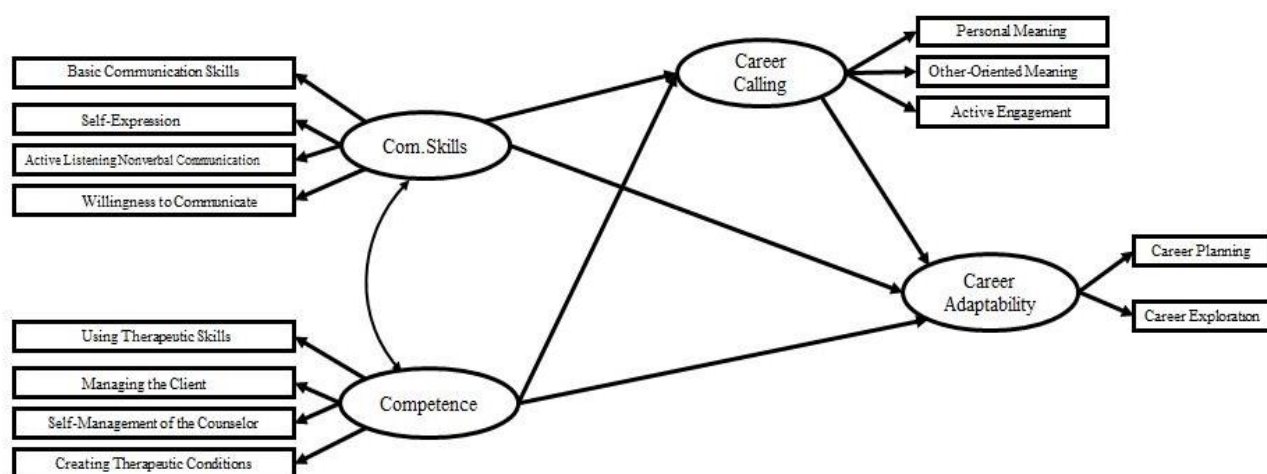 Personal Meaning
Career
Calling
Other-Oriented Meaning
Basic Communication Skills
Active Engagement
Self-Expression
Com.Skills
Active Listening Nonverbal Communication
Willingness to Communicate
Career Planning
Career
Adaptability
Career Exploration
Using Therapeutic Skills
Managing the Client
Competence
Self-Management of the Counselor
Creating Therapeutic Conditions